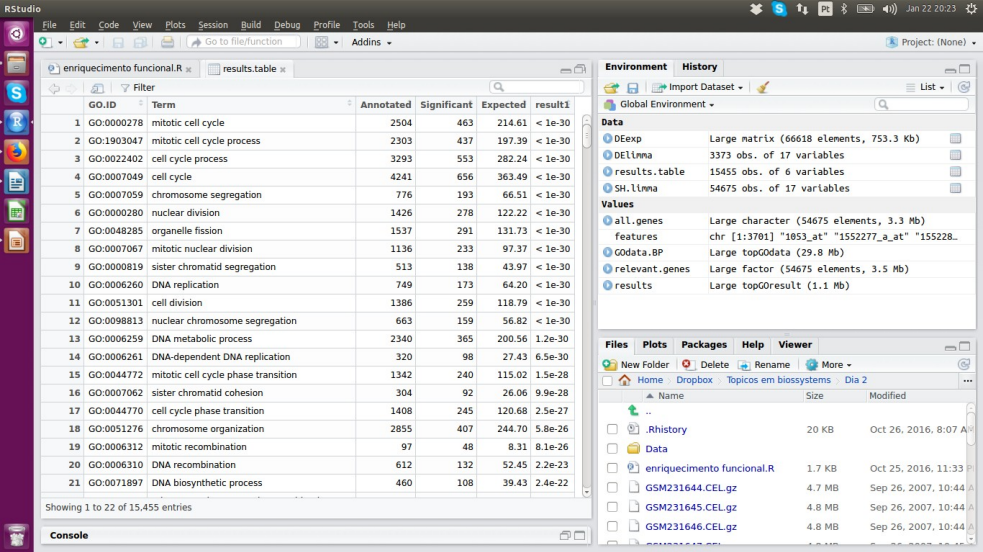 RStudio
Pt
Jan 22 20:23
File Edit Code View Plots Session Build Debug Profile Tools Help
Go to file/function
Addins
Project: (None)
enriquecimento funcional.R
results.table
Filter
GO.ID Term Annotated Significant Expected result1
1 GO:0000278 mitotic cell cycle 2504 463 214.61 < 1e-30
2 GO:1903047 mitotic cell cycle process 2303 437 197.39 < 1e-30
3 GO:0022402 cell cycle process 3293 553 282.24 < 1e-30
4 GO:0007049 cell cycle 4241 656 363.49 < 1e-30
5 GO:0007059 chromosome segregation 776 193 66.51 < 1e-30
6 GO:0000280 nuclear division 1426 278 122.22 < 1e-30
7 GO:0048285 organelle fission 1537 291 131.73 < 1e-30
8 GO:0007067 mitotic nuclear division 1136 233 97.37 < 1e-30
9 GO:0000819 sister chromatid segregation 513 138 43.97 < 1e-30
10 GO:0006260 DNA replication 749 173 64.20 < 1e-30
11 GO:0051301 cell division 1386 259 118.79 < 1e-30
12 GO:0098813 nuclear chromosome segregation 663 159 56.82 < 1e-30
13 GO:0006259 DNA metabolic process 2340 365 200.56 1.2e-30
14 GO:0006261 DNA-dependent DNA replication 320 98 27.43 6.5e-30
15 GO:0044772 mitotic cell cycle phase transition 1342 240 115.02 1.5e-28
16 GO:0007062 sister chromatid cohesion 304 92 26.06 9.9e-28
17 GO:0044770 cell cycle phase transition 1408 245 120.68 2.5e-27
18 GO:0051276 chromosome organization 2855 407 244.70 5.8e-26
19 GO:0006312 mitotic recombination 97 48 8.31 8.1e-26
20 GO:0006310 DNA recombination 612 132 52.45 2.2e-23
21 GO:0071897 DNA biosynthetic process 460 108 39.43 2.4e-22
Showing 1 to 22 of 15,455 entries
Console
Environment History
Import Dataset
List
Global Environment
Data
DEexp Large matrix (66618 elements, 753.3 Kb)
DElimma 3373 obs. of 17 variables
results.table 15455 obs. of 6 variables
SH.limma 54675 obs. of 17 variables
Values
all.genes Large character (54675 elements, 3.3 Mb)
features chr [1:3701] "1053_at" "1552277_a_at" "155228…
GOdata.BP Large topGOdata (29.8 Mb)
relevant.genes Large factor (54675 elements, 3.5 Mb)
results Large topGOresult (1.1 Mb)
Files Plots Packages Help Viewer
New Folder Delete Rename More
Home Dropbox Topicos em biossystems Dia 2 ...
Name Size Modified
..
.Rhistory 20 KB Oct 26, 2016, 8:07 A
Data
enriquecimento funcional.R 1.7 KB Oct 25, 2016, 11:33 P
GSM231644.CEL.gz 4.7 MB Sep 26, 2007, 10:44 A
GSM231645.CEL.gz 4.8 MB Sep 26, 2007, 10:44 A
GSM231646.CEL.gz 4.8 MB Sep 26, 2007, 10:44 A